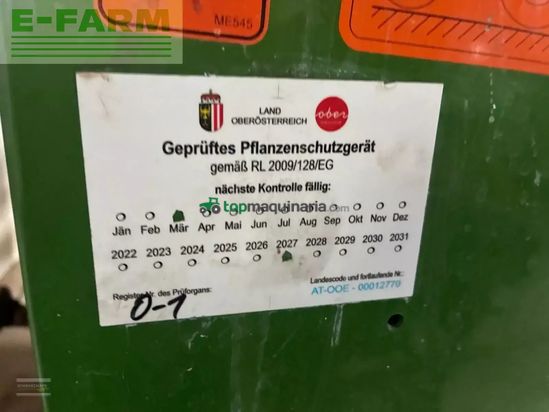 E-FARM
ME545
LAND
OBERÖSTERREICH
ober
Geprüftes Pflanzenschutzgerät
gemäß RL 2009/128/EG
nächste Kontrolle fällig:
topmaquinaria.com
Jän Feb Mär Apr Mai Jun Jul Aug Sep Okt Nov Dez
2022 2023 2024 2025 2026 2027 2028 2029 2030 2031
Register-Nr. des Prüforgans:
0-1
Landescode und fortlaufende Nr.:
AT-OOE - 00012770